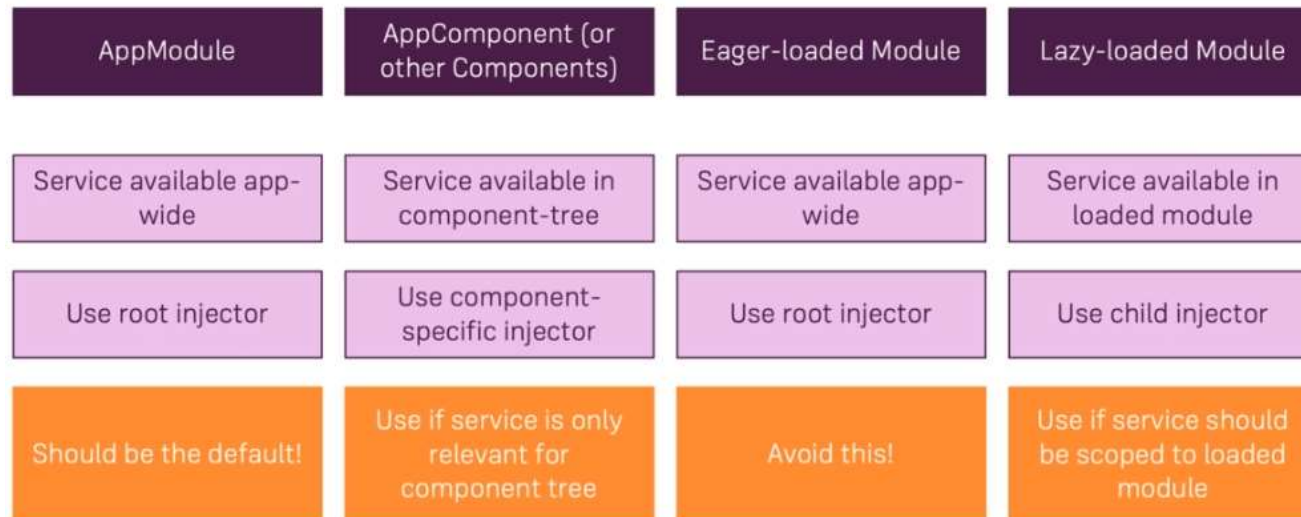 AppModule
AppComponent (or
other Components)
Eager-loaded Module
Lazy-loaded Module
Service available app-
wide
Service available in
component-tree
Service available app-
wide
Service available in
loaded module
Use root injector
Use component-
specific injector
Use root injector
Use child injector
Should be the default!
Use if service is only
relevant for
component tree
Avoid this!
Use if service should
be scoped to loaded
module